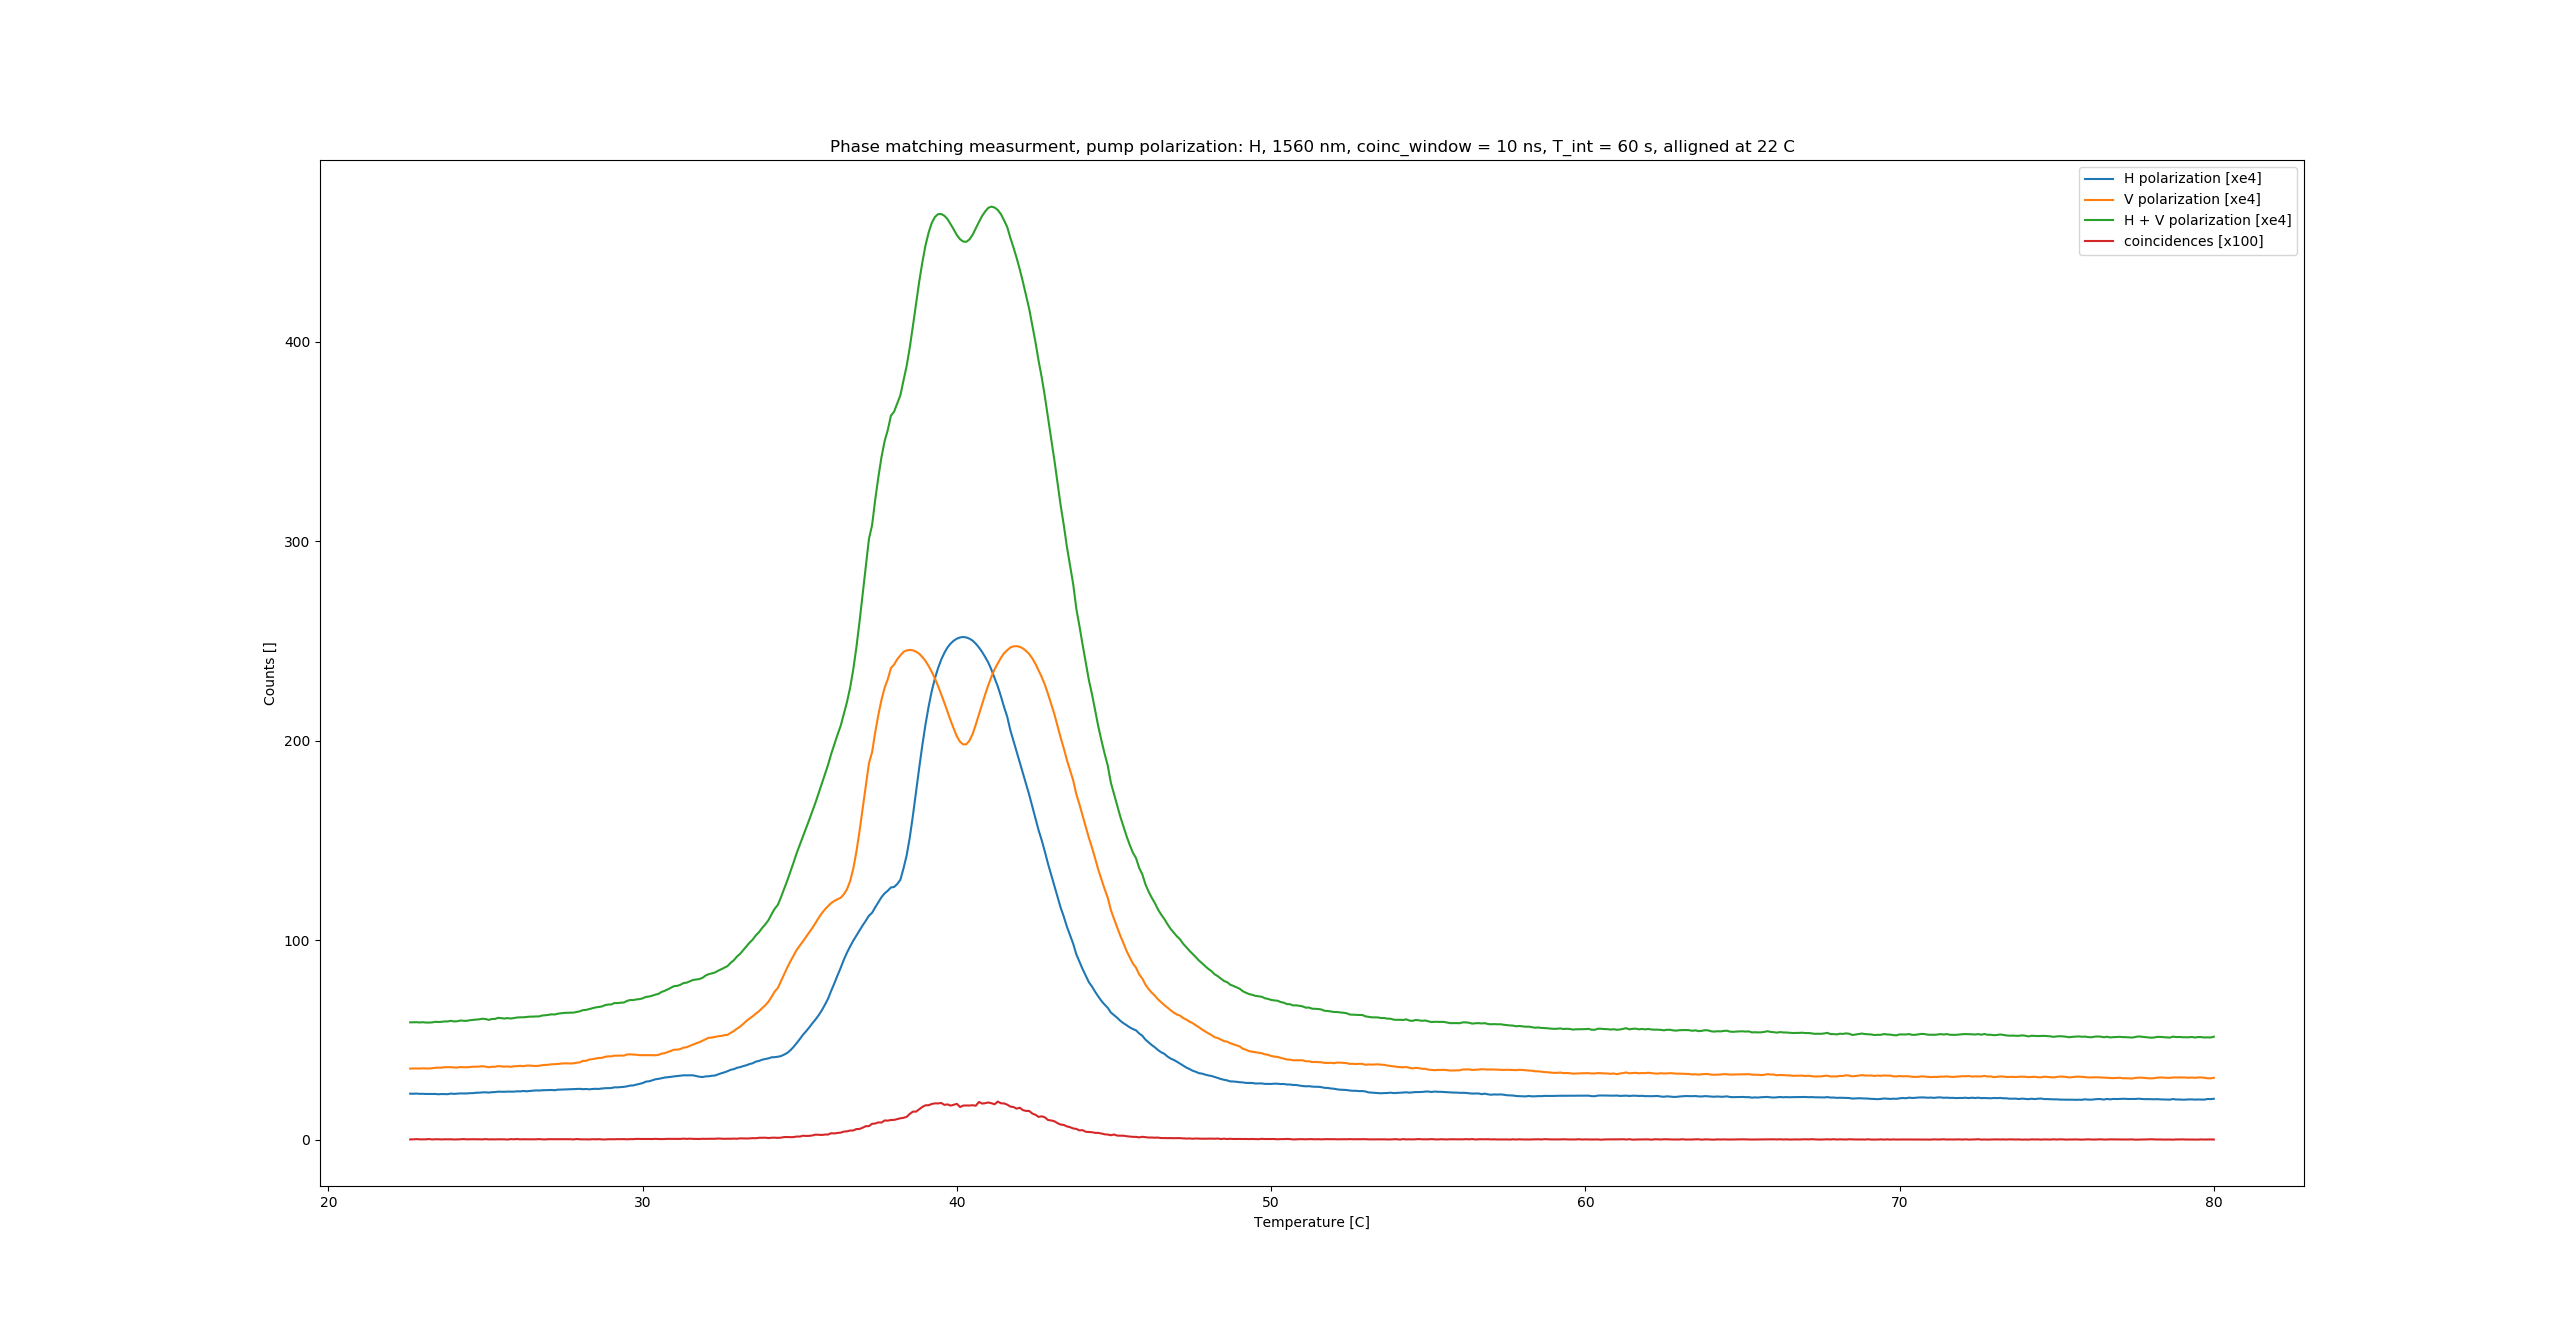 Phase matching measurment, pump polarization: H, 1560 nm, coinc_window = 10 ns, T_int = 60 s, alligned at 22 C
H polarization [xe4]
V polarization [xe4]
H + V polarization [xe4]
coincidences [x100]
400
300
200
100
0
Counts []
20 30 40 50 60 70 80
Temperature [C]